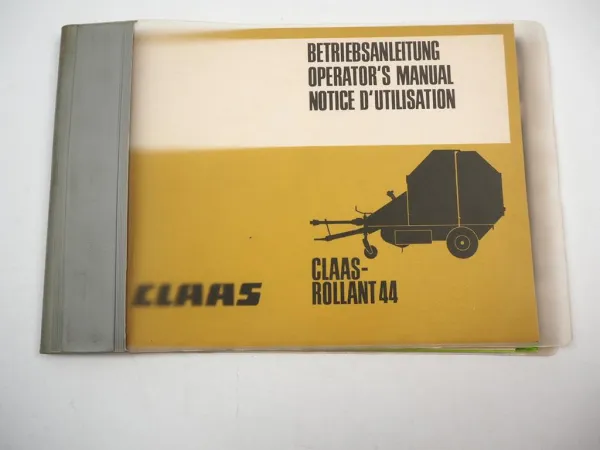 BETRIEBSANLEITUNG
OPERATOR'S MANUAL
NOTICE D'UTILISATION
CLAAS-
ROLLANT 44
CLAAS